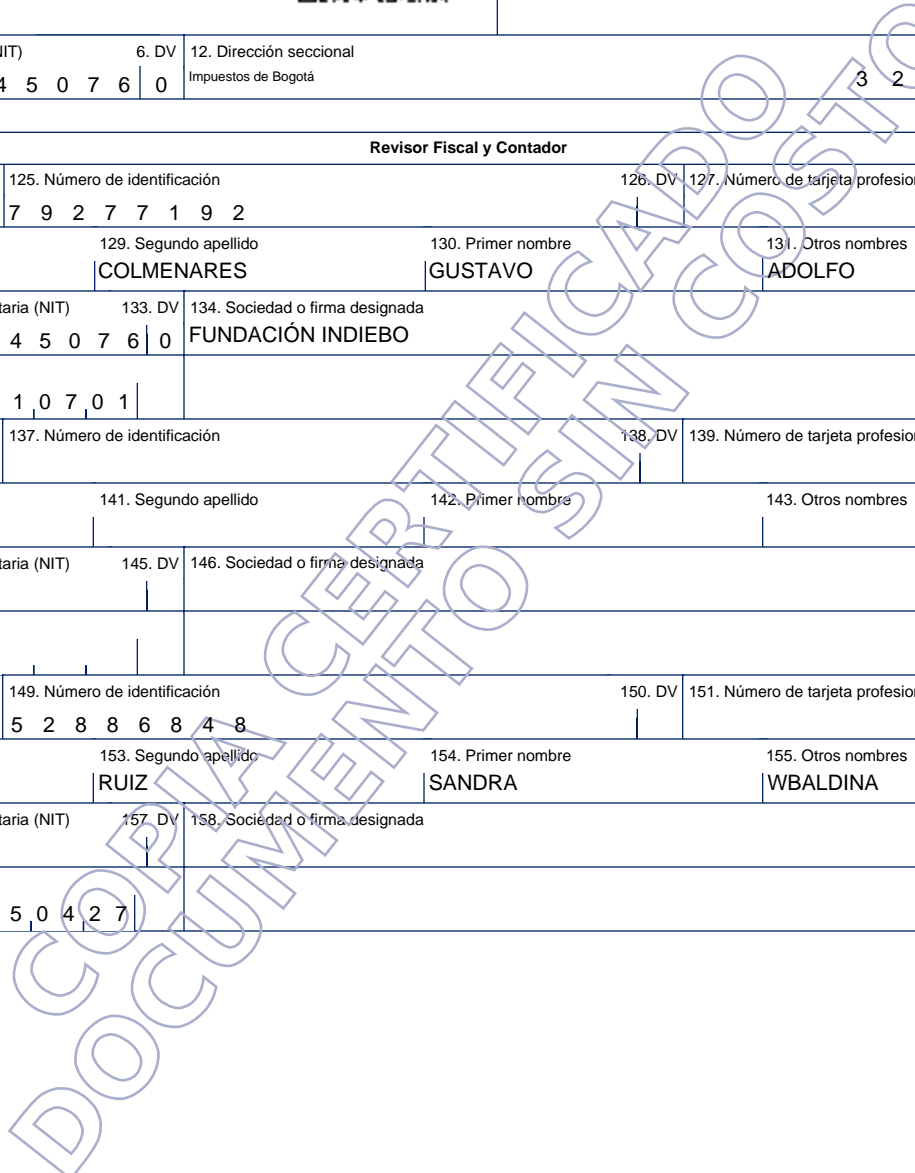 IT) 6. DV 12. Dirección seccional
4 5 0 7 6 0 Impuestos de Bogotá 3 2
Revisor Fiscal y Contador
125. Número de identificación 126. DV 127. Número de tarjeta profesion
7 9 2 7 7 1 9 2
129. Segundo apellido 130. Primer nombre 131. Otros nombres
COLMENARES GUSTAVO ADOLFO
taria (NIT) 133. DV 134. Sociedad o firma designada
4 5 0 7 6 0 FUNDACIÓN INDIEBO
1 0 7 0 1
137. Número de identificación 138. DV 139. Número de tarjeta profesion
141. Segundo apellido 142. Primer nombre 143. Otros nombres
taria (NIT) 145. DV 146. Sociedad o firma designada
149. Número de identificación 150. DV 151. Número de tarjeta profesion
5 2 8 8 6 8 4 8
153. Segundo apellido 154. Primer nombre 155. Otros nombres
RUIZ SANDRA WBALDINA
taria (NIT) 157. DV 158. Sociedad o firma designada
5 0 4 2 7
COPIA CERTIFICADO
DOCUMENTO SIN COSTO